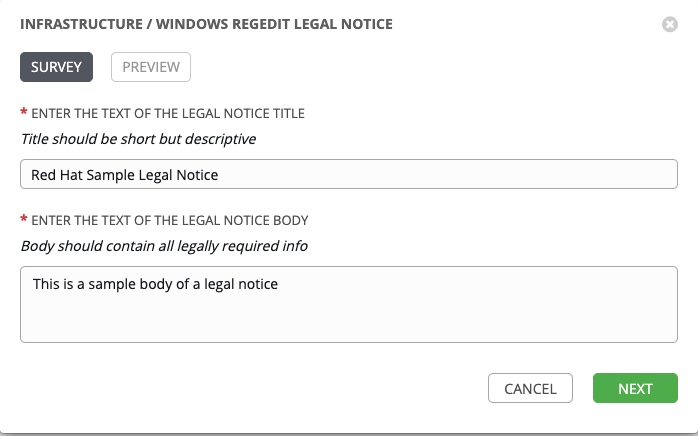 INFRASTRUCTURE / WINDOWS REGEDIT LEGAL NOTICE
SURVEY PREVIEW
* ENTER THE TEXT OF THE LEGAL NOTICE TITLE
Title should be short but descriptive
Red Hat Sample Legal Notice
* ENTER THE TEXT OF THE LEGAL NOTICE BODY
Body should contain all legally required info
This is a sample body of a legal notice
CANCEL NEXT